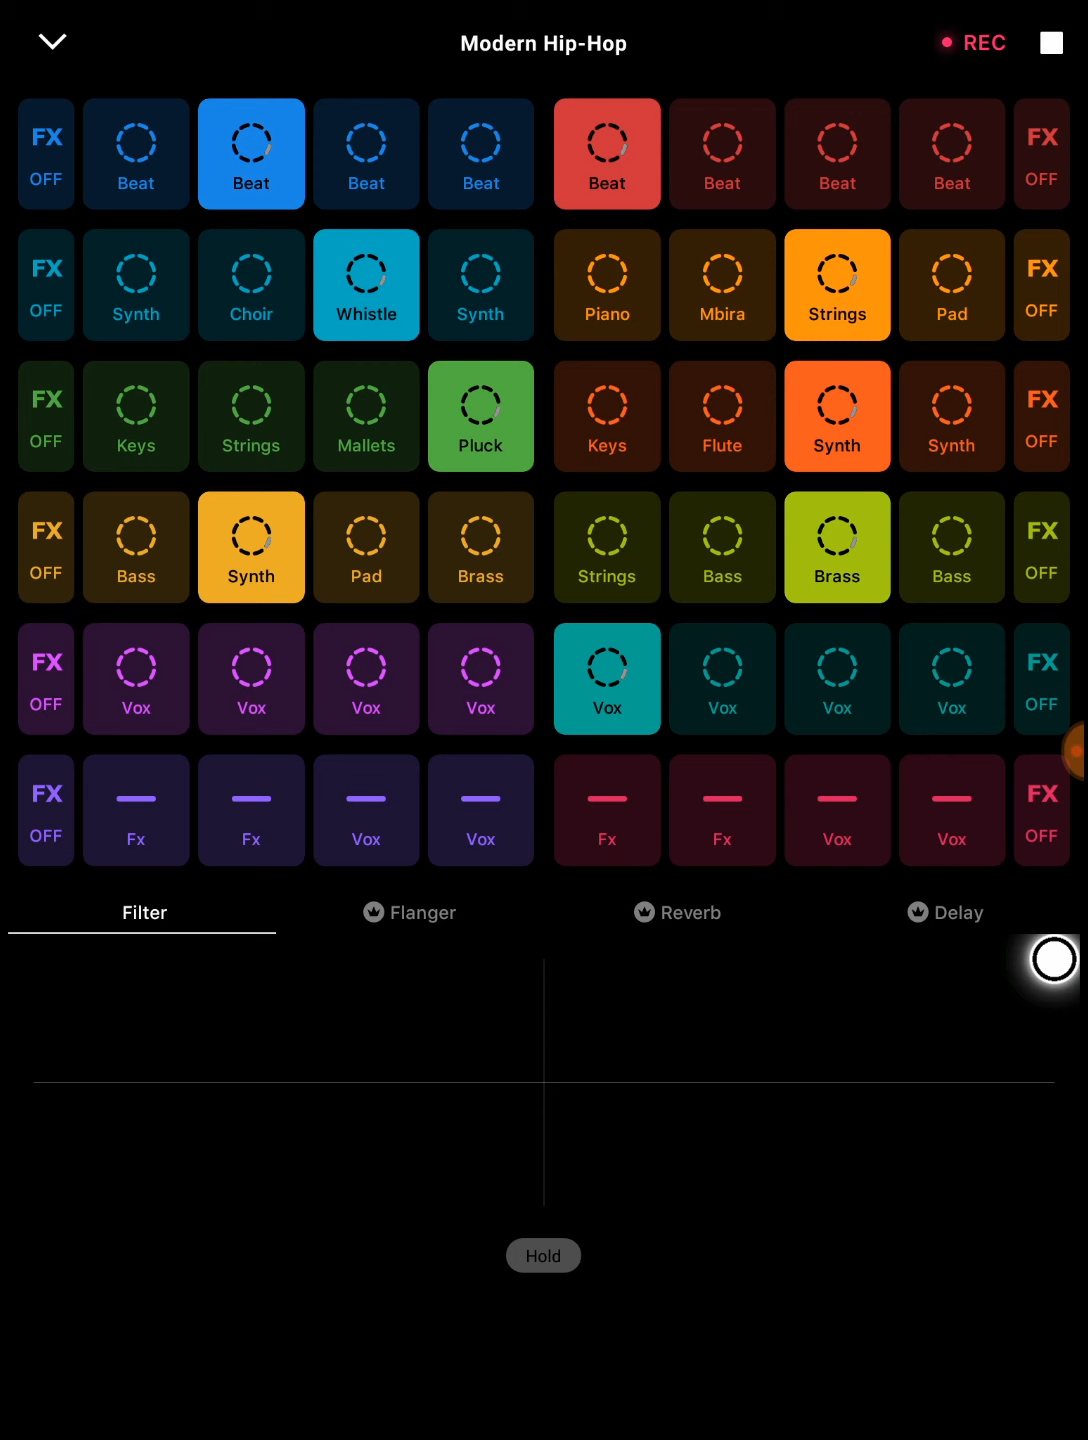 Modern Hip-Hop
REC
FX Beat Beat Beat Beat Beat Beat Beat Beat FX
OFF OFF
FX Synth Choir Whistle Synth Piano Mbira Strings Pad FX
OFF OFF
FX Keys Strings Mallets Pluck Keys Flute Synth Synth FX
OFF OFF
FX Bass Synth Pad Brass Strings Bass Brass Bass FX
OFF OFF
FX Vox Vox Vox Vox Vox Vox Vox Vox FX
OFF OFF
FX Fx Fx Vox Vox Fx Fx Vox Vox FX
OFF OFF
Filter Flanger Reverb Delay
Hold